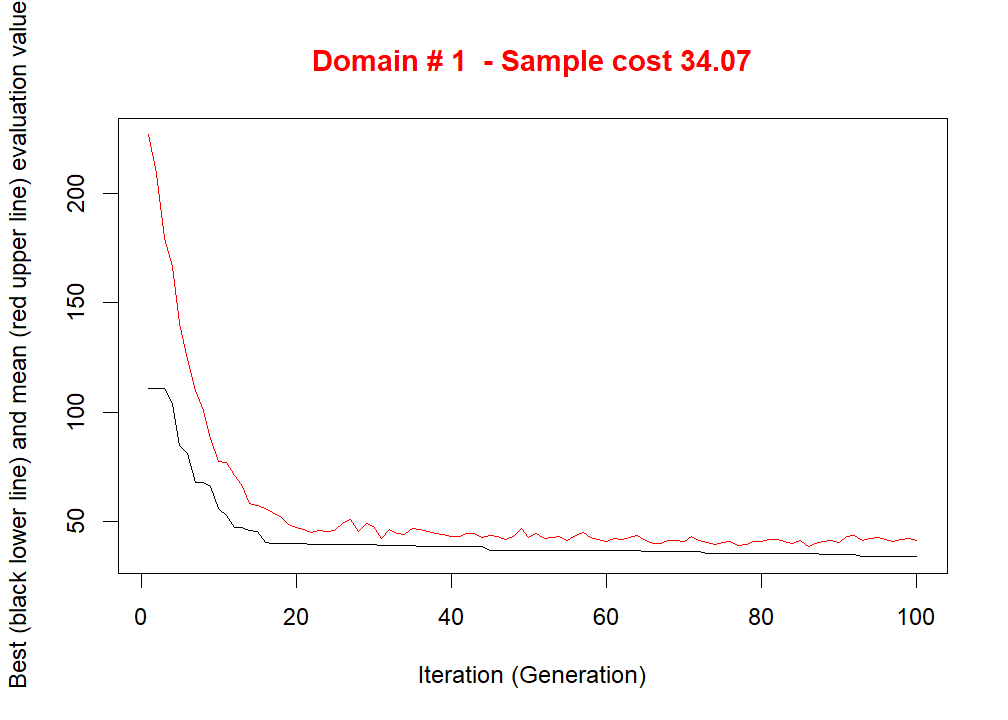 Domain # 1  - Sample cost 34.07
Best (black lower line) and mean (red upper line) evaluation value
200
150
100
50
0 20 40 60 80 100
Iteration (Generation)